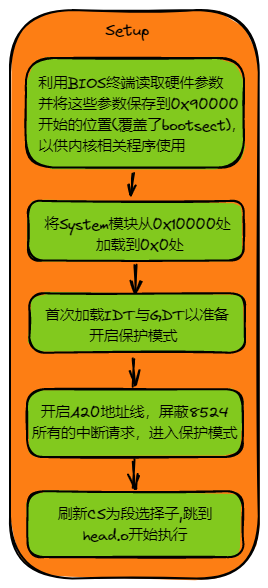 Setup
利用BIOS终端读取硬件参数
并将这些参数保存到0x90000
开始的位置(覆盖了bootsect),
以供内核相关程序使用
将System模块从0x10000处
加载到0x0处
首次加载IDT与GDT以准备
开启保护模式
开启A20地址线，屏蔽8524
所有的中断请求，进入保护模式
刷新CS为段选择子,跳到
head.o开始执行